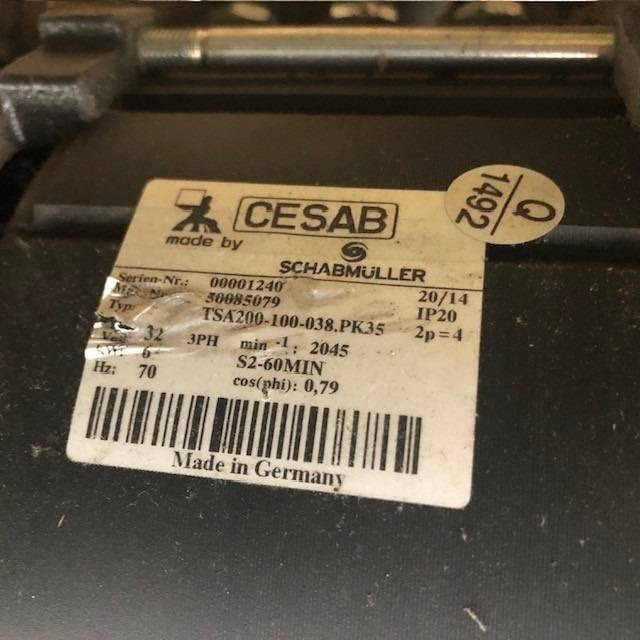 CESAB
made by
SCHABMÜLLER
Q
1492
Serien-Nr.: 00001240 20/14
50085079 IP20
Typ TSA200-100-038.PK35 2p=4
32 3PH min -1 : 2045
6 S2-60MIN
Hz: 70 cos(phi): 0,79
Made in Germany